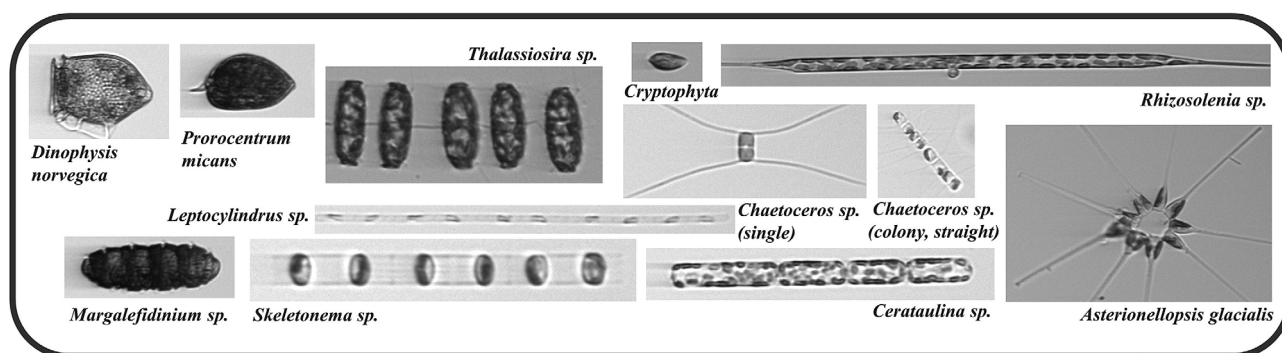 Thalassiosira sp.
Cryptophyta
Rhizosolenia sp.
Dinophysis
norvegica
Prorocentrum
micans
Leptocylindrus sp.
Chaetoceros sp.
(single)
Chaetoceros sp.
(colony, straight)
Margalefidinium sp.
Skeletonema sp.
Cerataulina sp.
Asterionellopsis glacialis